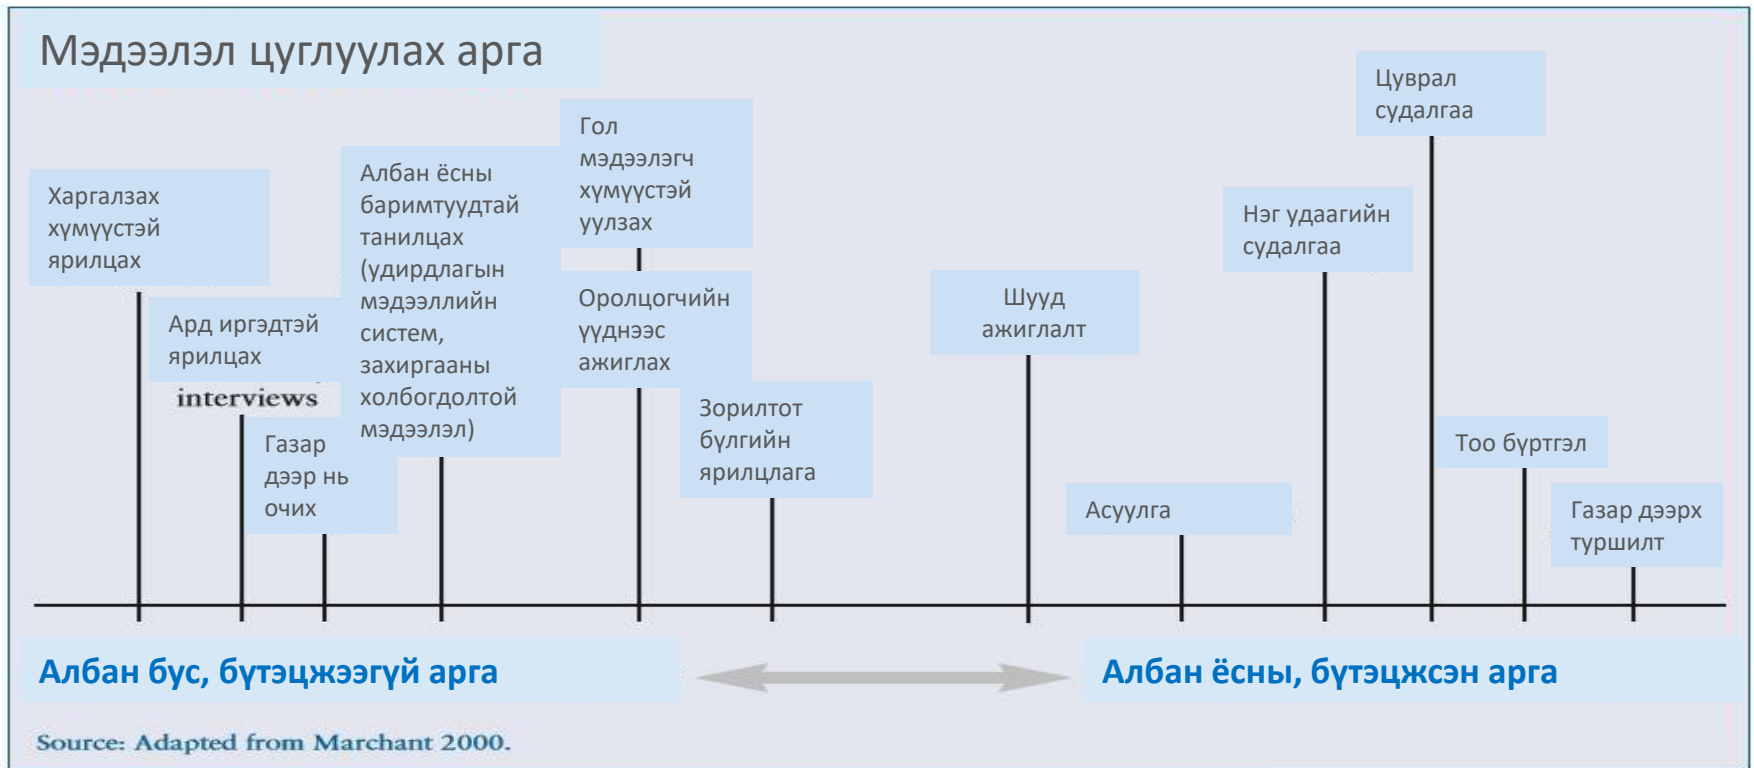 Мэдээлэл цуглуулах арга
Харгалзах
хүмүүстэй
ярилцах
Ард иргэдтэй
ярилцах
interviews
Газар
дээр нь
очих
Албан ёсны
баримтуудтай
танилцах
(удирдлагын
мэдээллийн
систем,
захиргааны
холбогдолтой
мэдээлэл)
Гол
мэдээлэгч
хүмүүстэй
уулзах
Оролцогчийн
үүднээс
ажиглах
Зорилтот
бүлгийн
ярилцлага
Шууд
ажиглалт
Асуулга
Нэг удаагийн
судалгаа
Цуврал
судалгаа
Тоо бүртгэл
Газар дээрх
туршилт
Албан бус, бүтэцжээгүй арга
Албан ёсны, бүтэцжсэн арга
Source: Adapted from Marchant 2000.